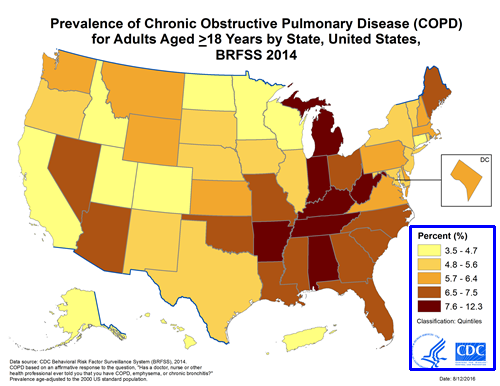 Prevalence of Chronic Obstructive Pulmonary Disease (COPD)
for Adults Aged >18 Years by State, United States,
BRFSS 2014
DC
Percent (%)
3.5 - 4.7
4.8 - 5.6
5.7 - 6.4
6.5 - 7.5
7.6 - 12.3
Classification: Quintiles
CDC
Data source: CDC Behavioral Risk Factor Surveillance System (BRFSS), 2014.
COPD based on an affirmative response to the question, "Has a doctor, nurse or other
health professional ever told you that you have COPD, emphysema, or chronic bronchitis?"
Prevalence age-adjusted to the 2000 US standard population.
Date: 8/12/2016